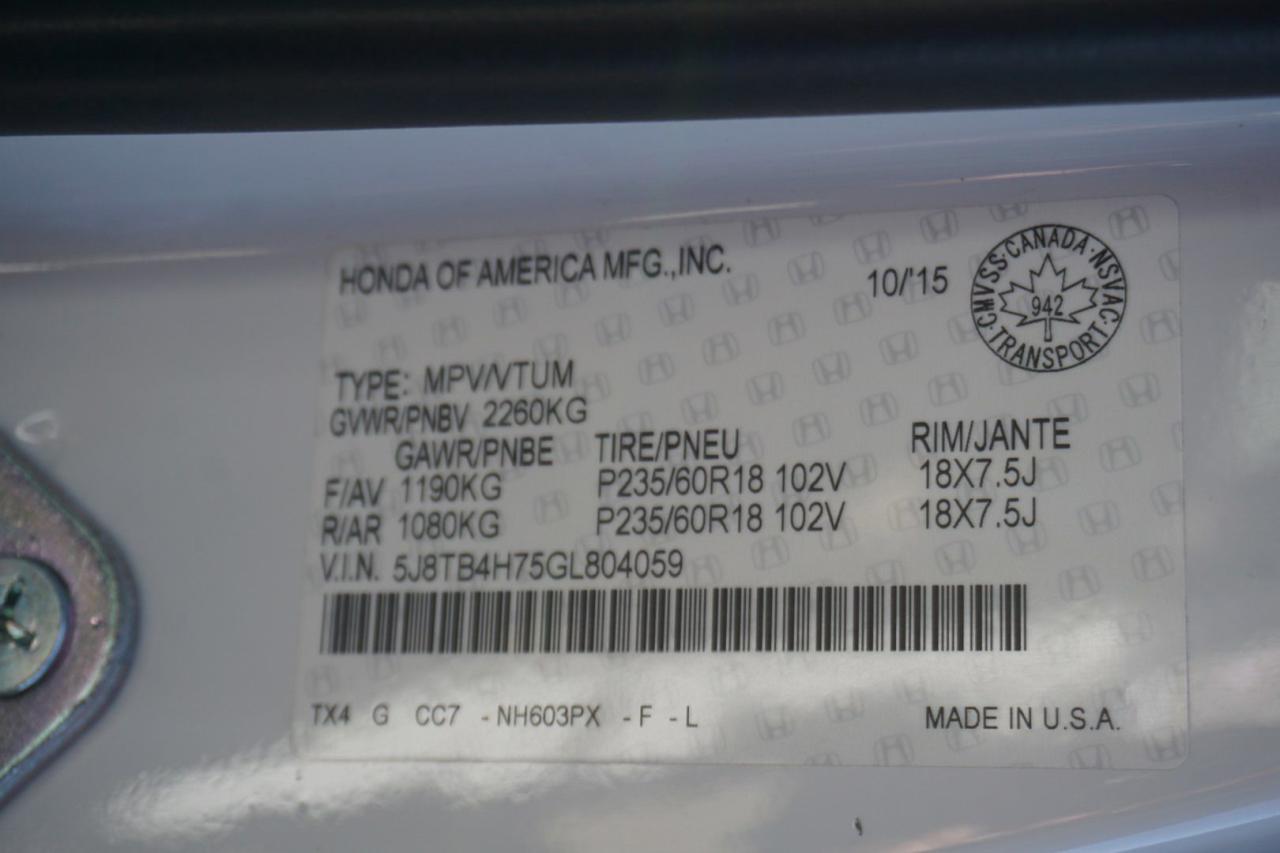 HONDA OF AMERICA MFG.,INC.
10/'15
CMVSS·CANADA·NSVAC·TRANSPORT
942
TYPE: MPV/VTUM
GVWR/PNBV 2260KG
GAWR/PNBE TIRE/PNEU RIM/JANTE
F/AV 1190KG P235/60R18 102V 18X7.5J
R/AR 1080KG P235/60R18 102V 18X7.5J
V.I.N. 5J8TB4H75GL804059
TX4 G CC7 -NH603PX -F -L MADE IN U.S.A.